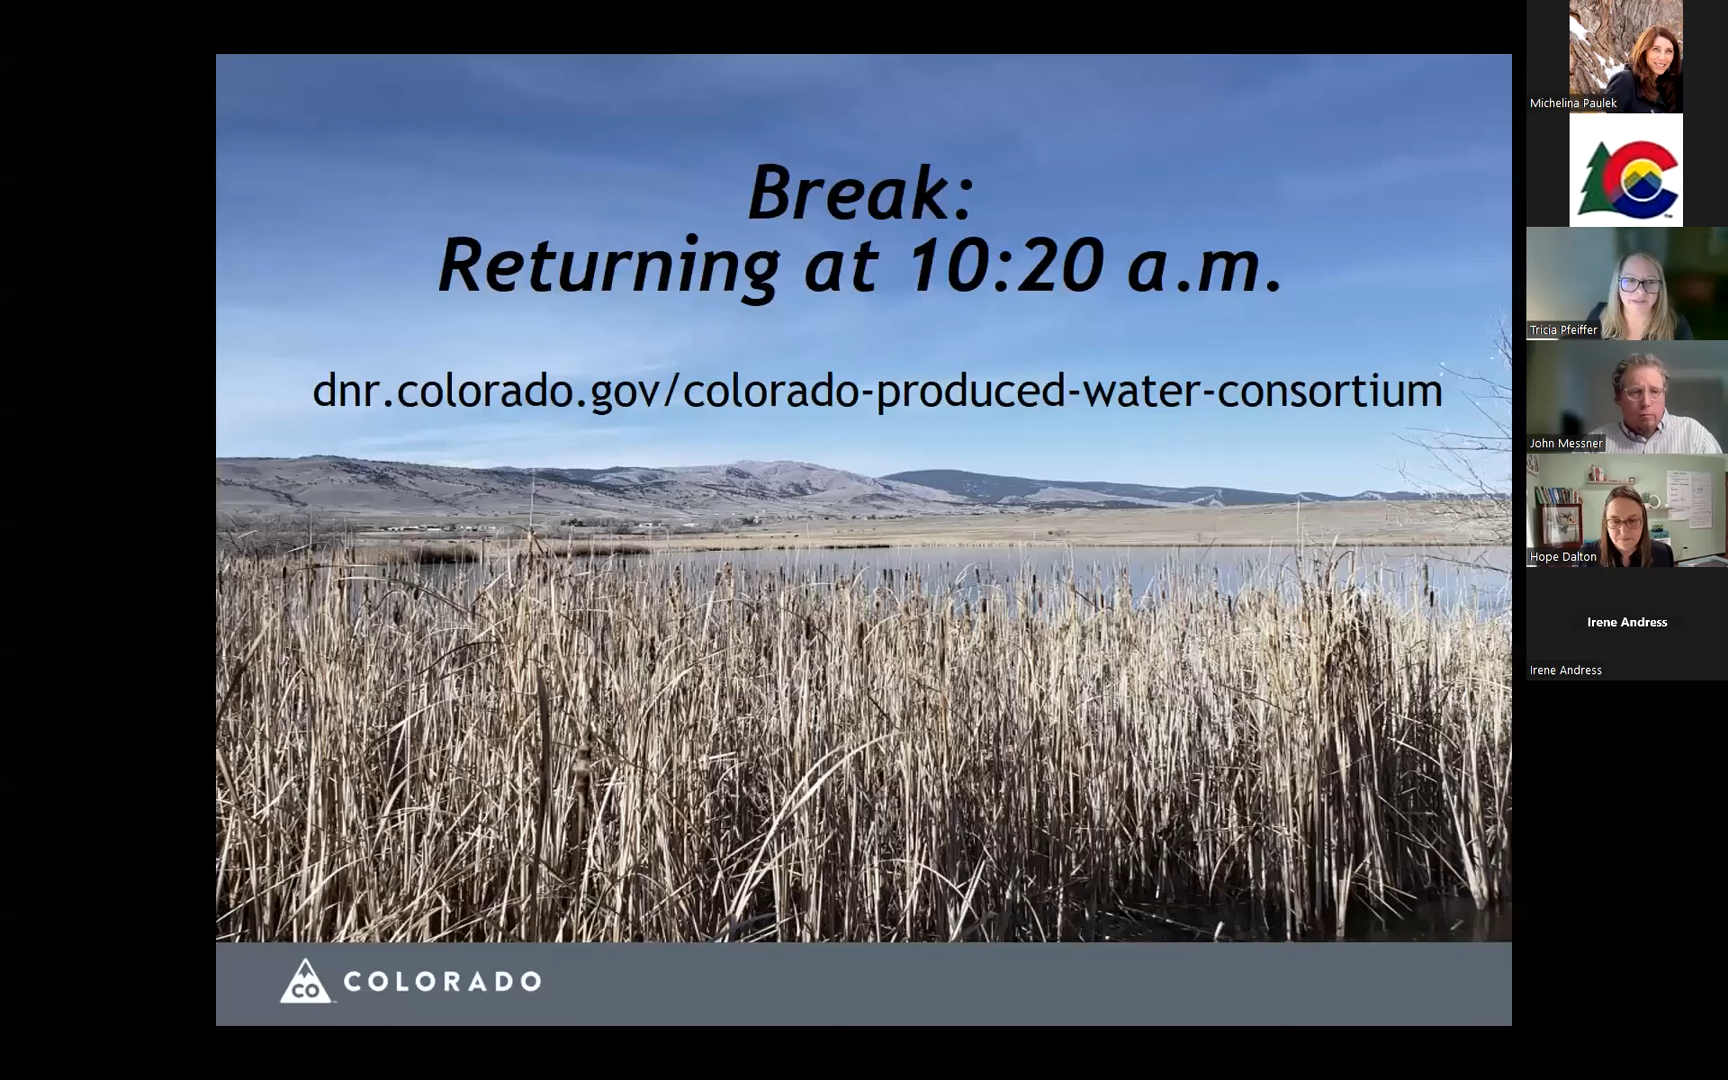 Break:
Returning at 10:20 a.m.
dnr.colorado.gov/colorado-produced-water-consortium
CO COLORADO
Michelina Paulek
Tricia Pfeiffer
John Messner
Hope Dalton
Irene Andress
Irene Andress